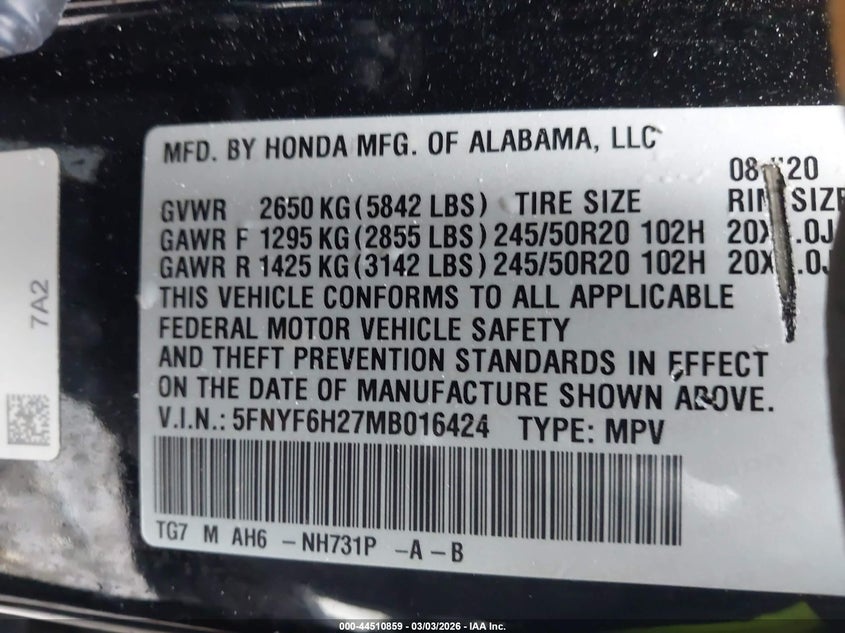 MFD. BY HONDA MFG. OF ALABAMA, LLC
20
GVWR 2650 KG (5842 LBS) TIRE SIZE SIZE
GAWR F 1295 KG (2855 LBS) 245/50R20 102H
GAWR R 1425 KG (3142 LBS) 245/50R20 102H
THIS VEHICLE CONFORMS TO ALL APPLICABLE
FEDERAL MOTOR VEHICLE SAFETY
AND THEFT PREVENTION STANDARDS IN EFFECT
ON THE DATE OF MANUFACTURE SHOWN ABOVE.
V.I.N.: 5FNYF6H27MB016424 TYPE: MPV
TG7 M AH6 -NH731P -A-B
7A2
000-44510859 - 03/03/2026 - IAA Inc.